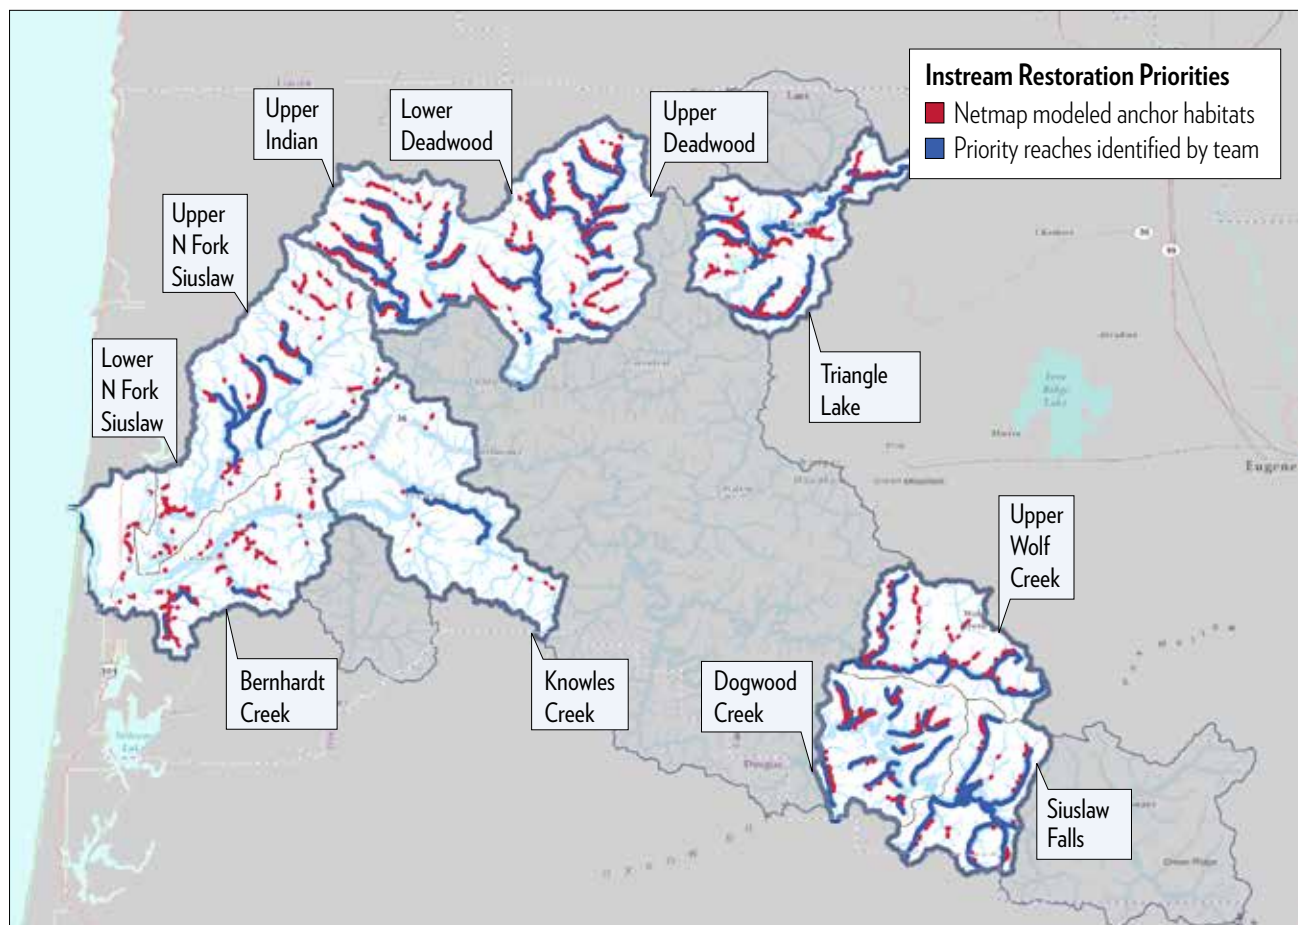 Instream Restoration Priorities
Netmap modeled anchor habitats
Priority reaches identified by team
Upper
Indian
Lower
Deadwood
Upper
Deadwood
Upper
N Fork
Siuslaw
Lower
N Fork
Siuslaw
Triangle
Lake
Eugene
Upper
Wolf
Creek
Bernhardt
Creek
Knowles
Creek
Dogwood
Creek
Siuslaw
Falls